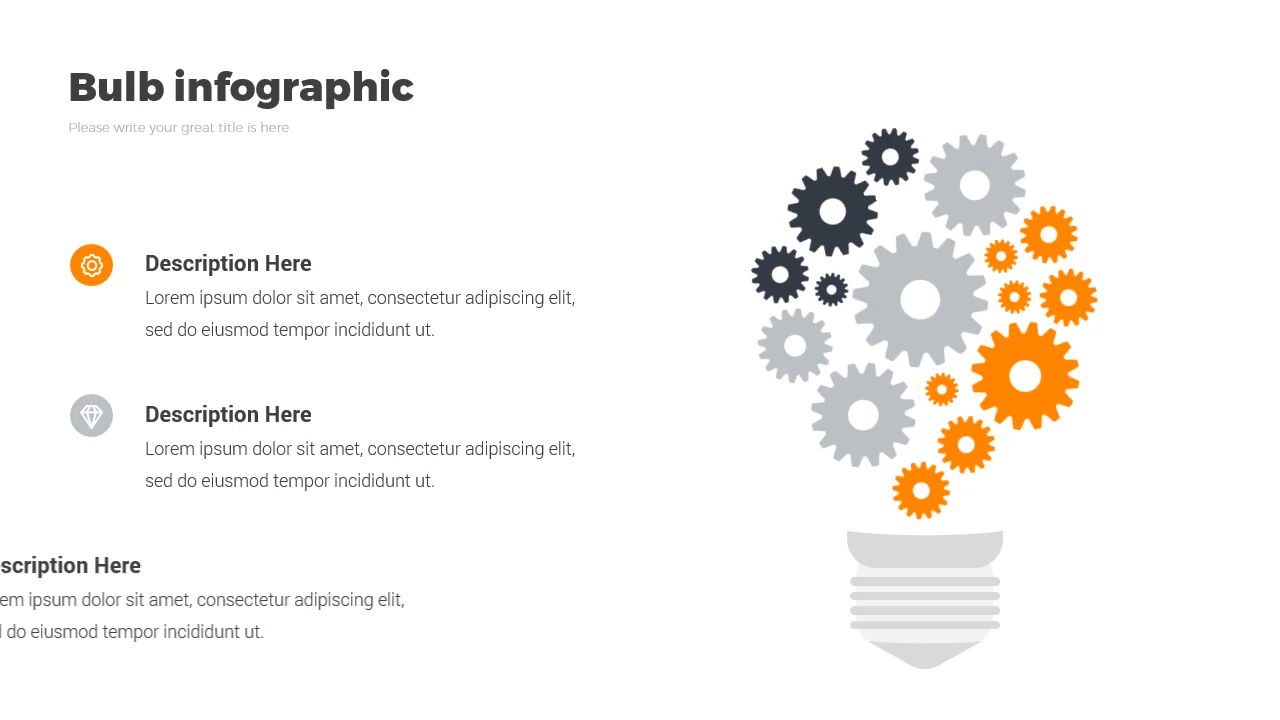 Bulb infographic
Please write your great title is here
Description Here
Lorem ipsum dolor sit amet, consectetur adipiscing elit,
sed do eiusmod tempor incididunt ut.
Description Here
Lorem ipsum dolor sit amet, consectetur adipiscing elit,
sed do eiusmod tempor incididunt ut.
scription Here
em ipsum dolor sit amet, consectetur adipiscing elit,
do eiusmod tempor incididunt ut.